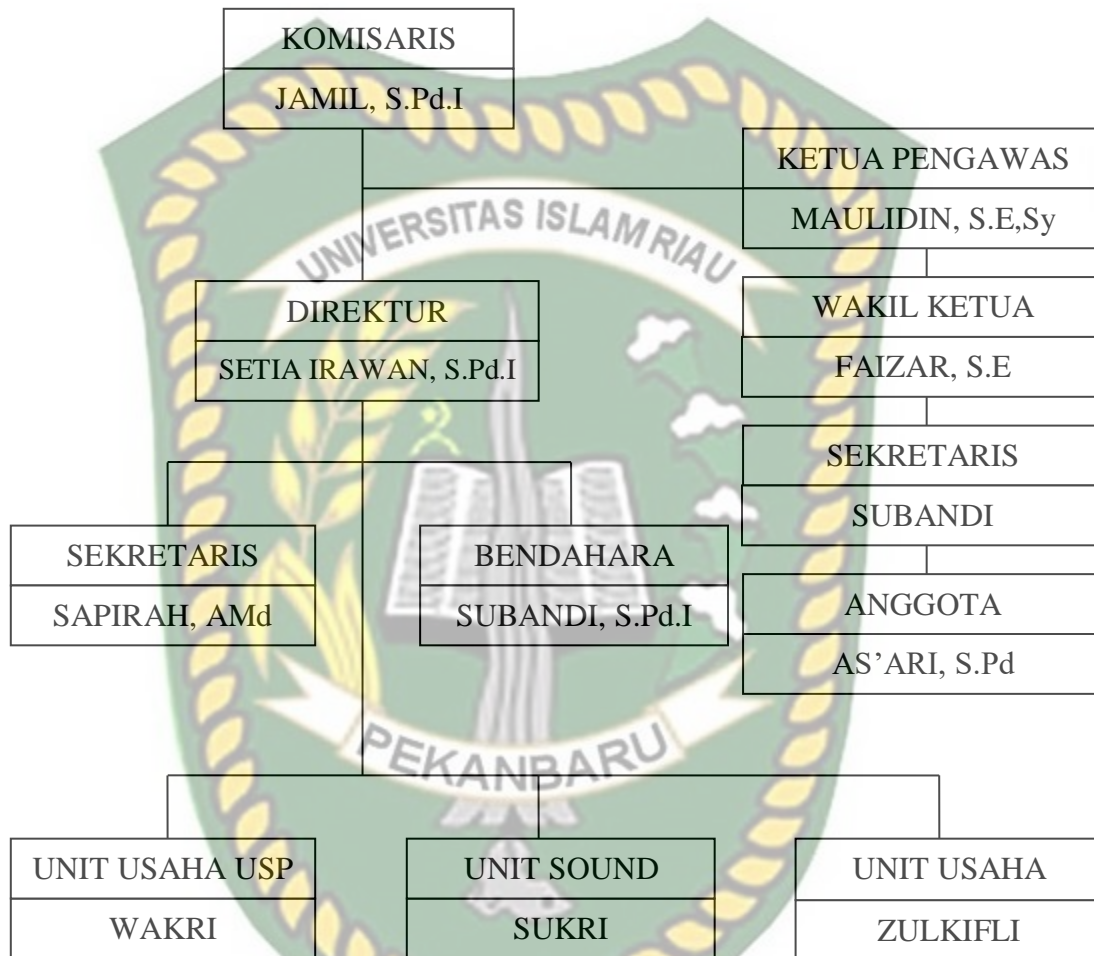 KOMISARIS
JAMIL, S.Pd.I
KETUA PENGAWAS
MAULIDIN, S.E,Sy
UNIVERSITAS ISLAM RIAU
DIREKTUR
SETIA IRAWAN, S.Pd.I
WAKIL KETUA
FAIZAR, S.E
SEKRETARIS
SUBANDI
SEKRETARIS
SAPIRAH, AMd
BENDAHARA
SUBANDI, S.Pd.I
ANGGOTA
AS’ARI, S.Pd
PEKANBARU
UNIT USAHA USP
WAKRI
UNIT SOUND
SUKRI
UNIT USAHA
ZULKIFLI